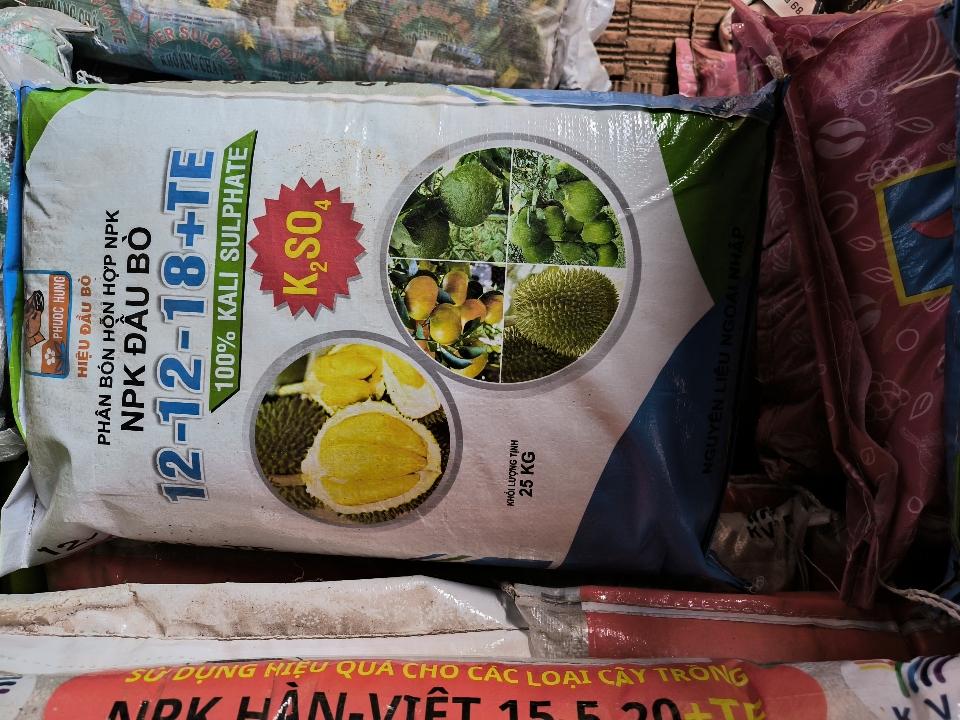 PHƯỚC HƯNG
HIỆU ĐẦU BÒ
PHÂN BÓN HỖN HỢP NPK
NPK ĐẦU BÒ
12-12-18+TE
100% KALI SULPHATE
K₂SO₄
KHỐI LƯỢNG TỊNH
25 KG
NGUYÊN LIỆU NGOẠI NHẬP
SỬ DỤNG HIỆU QUẢ CHO CÁC LOẠI CÂY TRỒNG
NPK HÀN-VIỆT 15.5.20+TE